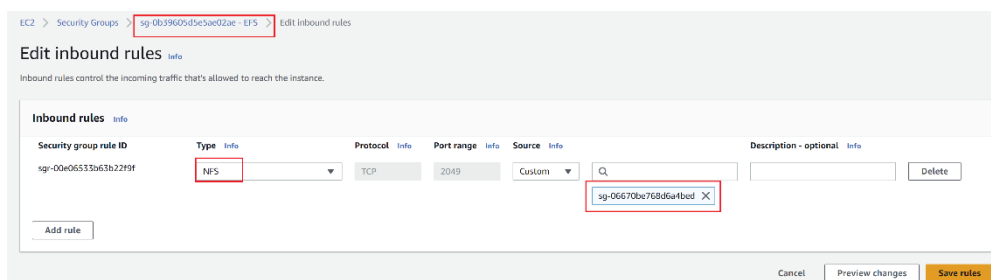 EC2 > Security Groups > sg-0b39605d5e5ae02ae - EFS > Edit inbound rules
Edit inbound rules Info
Inbound rules control the incoming traffic that's allowed to reach the instance.
Inbound rules Info
Security group rule ID Type Info Protocol Info Port range Info Source Info Description - optional Info
sgr-00e06533b63b22f9f NFS TCP 2049 Custom Delete
sg-06670be768d6a4bed X
Add rule
Cancel Preview changes Save rules